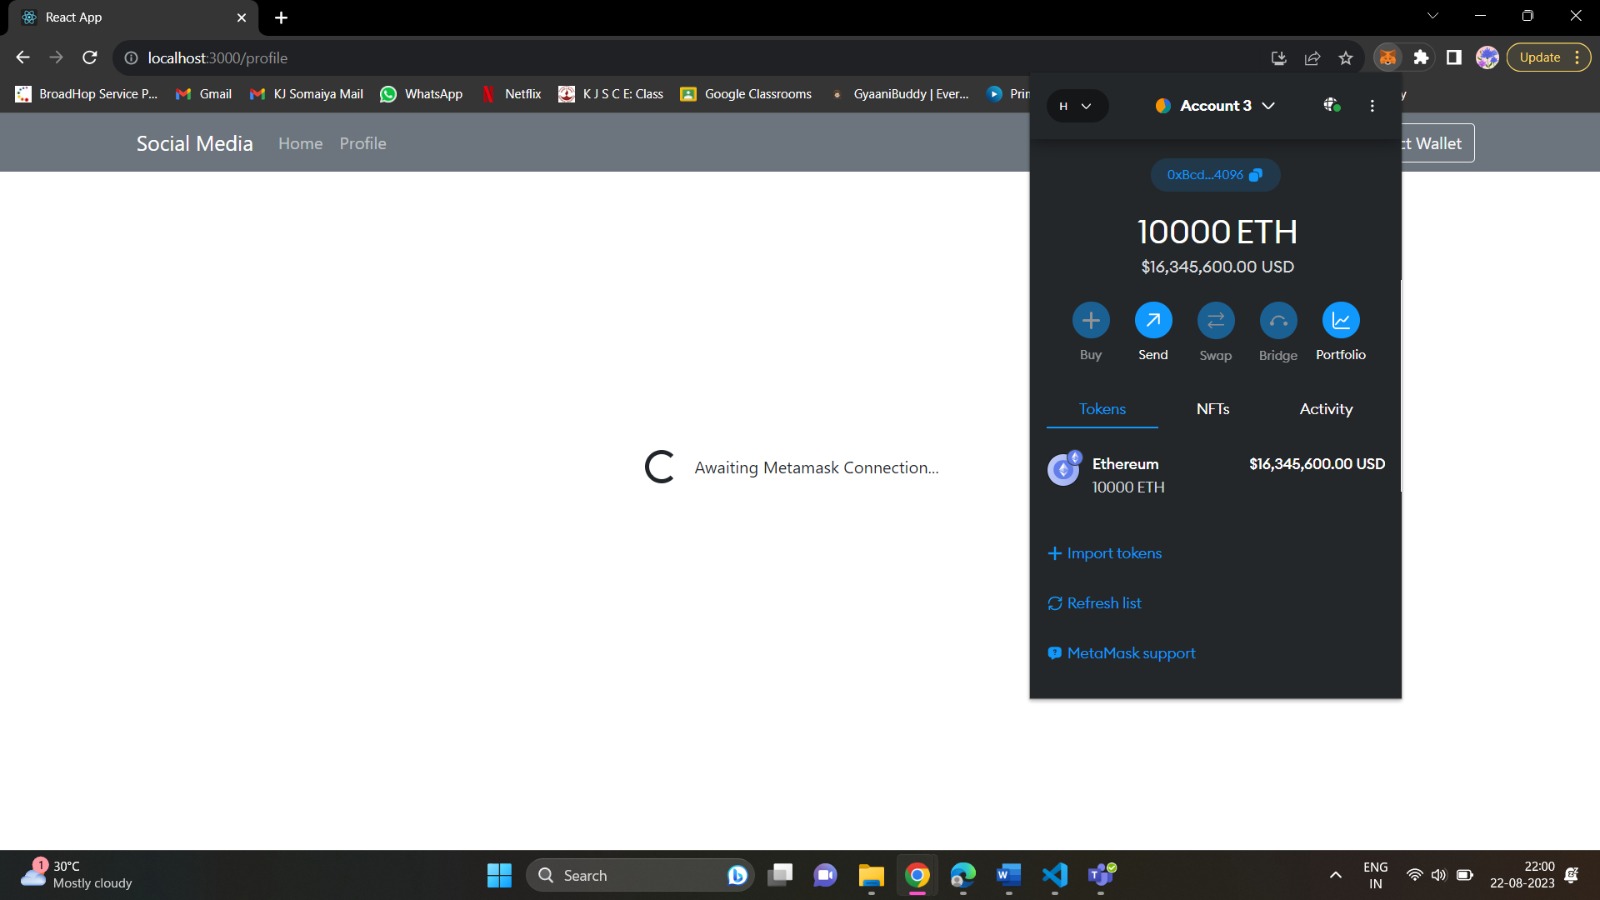 React App
localhost:3000/profile
Update
BroadHop Service P...
Gmail
KJ Somaiya Mail
WhatsApp
Netflix
K J S C E: Class
Google Classrooms
GyaaniBuddy | Ever...
Prin
y
Social Media
Home
Profile
ct Wallet
H
Account 3
0xBcd...4096
10000 ETH
$16,345,600.00 USD
Buy
Send
Swap
Bridge
Portfolio
Tokens
NFTs
Activity
Ethereum
$16,345,600.00 USD
10000 ETH
Import tokens
Refresh list
MetaMask support
Awaiting Metamask Connection...
1
30°C
Mostly cloudy
Search
ENG
IN
22:00
22-08-2023